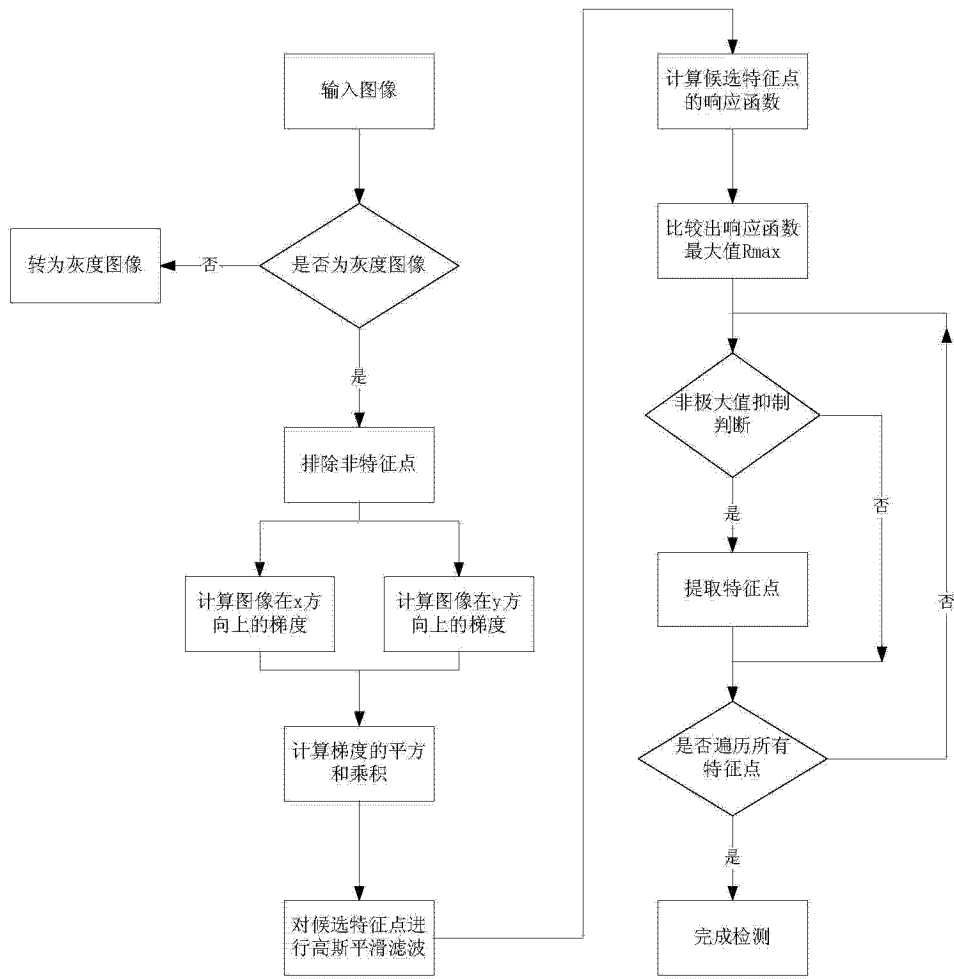 输入图像
是否为灰度图像
否
转为灰度图像
是
排除非特征点
计算图像在x方
向上的梯度
计算图像在y方
向上的梯度
计算梯度的平方
和乘积
对候选特征点进
行高斯平滑滤波
计算候选特征点
的响应函数
比较出响应函数
最大值Rmax
非极大值抑制
判断
是
否
提取特征点
是否遍历所有
特征点
否
是
完成检测